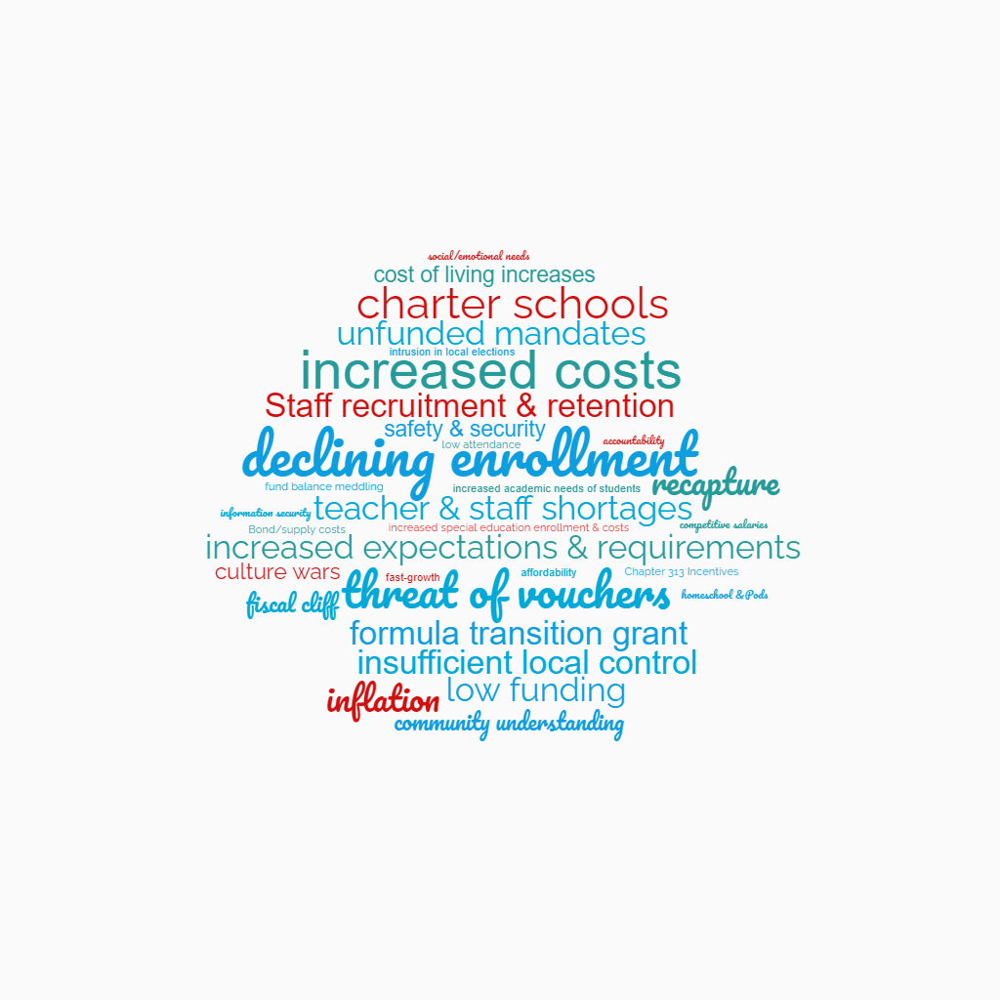 social/emotional needs
cost of living increases
charter schools
unfunded mandates
intrusion in local elections
increased costs
Staff recruitment & retention
safety & security
low attendance
accountability
declining enrollment
fund balance meddling
increased academic needs of students
recapture
information security
teacher & staff shortages
competitive salaries
Bond/supply costs
increased special education enrollment & costs
increased expectations & requirements
culture wars
fast-growth
affordability
Chapter 313 Incentives
threat of vouchers
homeschool & Pods
fiscal cliff
formula transition grant
insufficient local control
inflation
low funding
community understanding